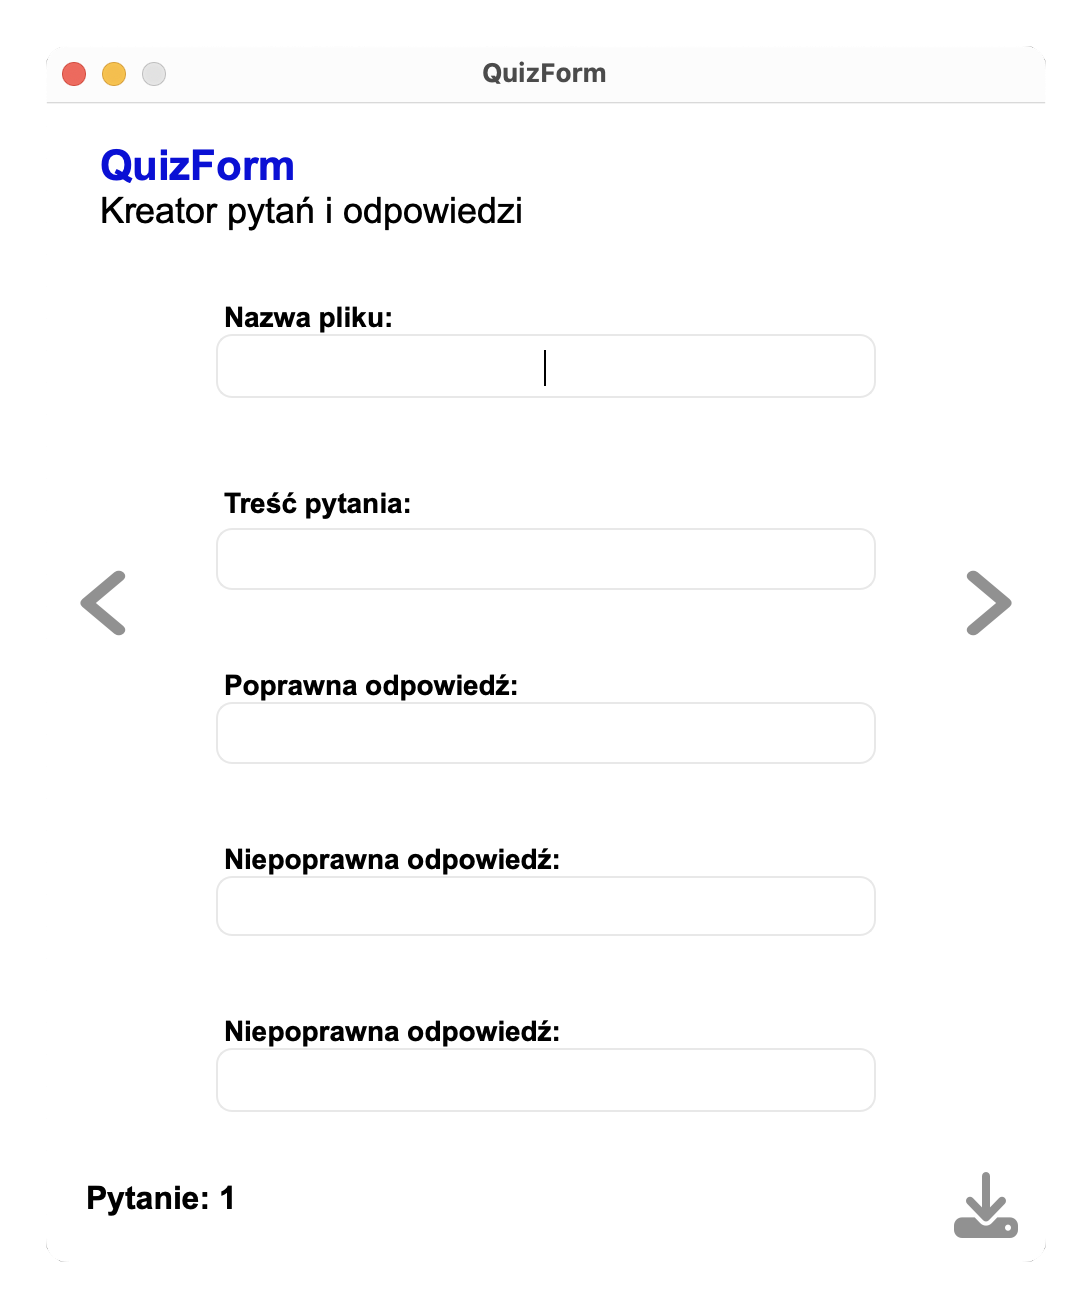 QuizForm
QuizForm
Kreator pytań i odpowiedzi
Nazwa pliku:
Treść pytania:
Poprawna odpowiedź:
Niepoprawna odpowiedź:
Niepoprawna odpowiedź:
Pytanie: 1